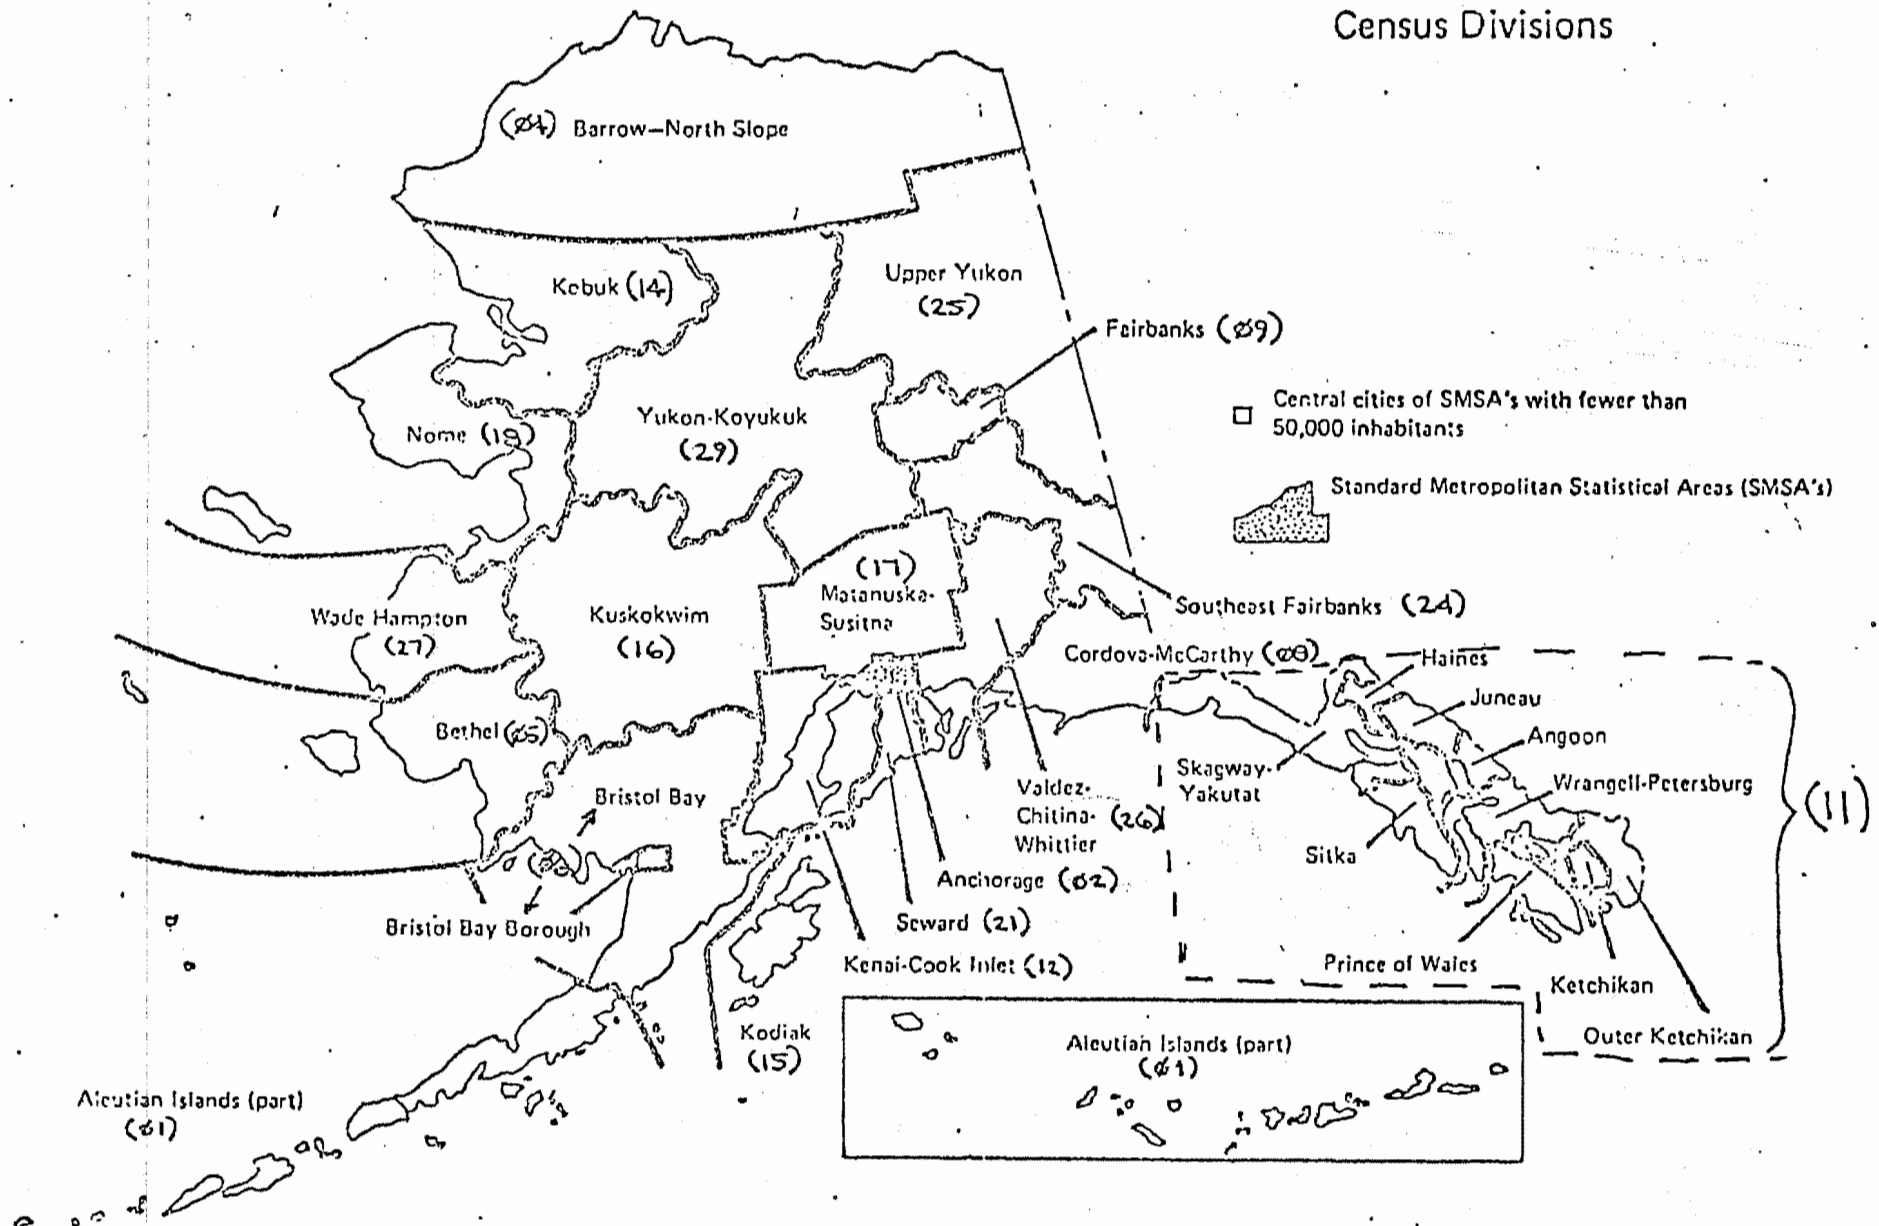 Census Divisions
(Ø4) Barrow—North Slope
Kobuk (14)
Upper Yukon
(25)
Fairbanks (Ø9)
Central cities of SMSA's with fewer than
50,000 inhabitants
Yukon-Koyukuk
(29)
Nome (18)
Standard Metropolitan Statistical Areas (SMSA's)
(17)
Matanuska-
Susitna
Wade Hampton
(27)
Kuskokwim
(16)
Southeast Fairbanks (24)
Cordova-McCarthy (Ø8)
Haines
Juneau
Angoon
Bethel (Ø5)
Skagway-
Yakutat
Wrangell-Petersburg
(11)
Bristol Bay
Valdez-
Chitina- (26)
Whittier
Sitka
Anchorage (Ø2)
Bristol Bay Borough
Seward (21)
Kenai-Cook Inlet (12)
Prince of Wales
Ketchikan
Outer Ketchikan
Kodiak
(15)
Aleutian Islands (part)
(Ø1)
Aleutian Islands (part)
(Ø1)